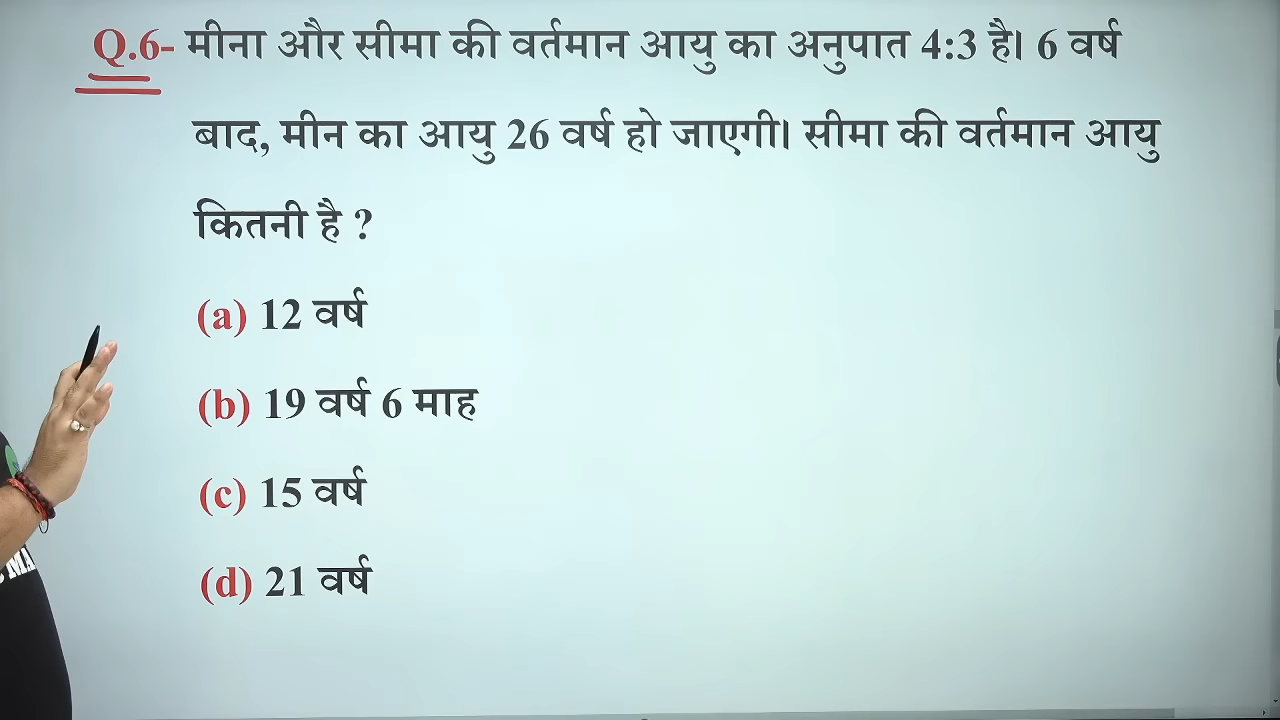 Q.6- मीना और सीमा की वर्तमान आयु का अनुपात 4:3 है। 6 वर्ष
बाद, मीन का आयु 26 वर्ष हो जाएगी। सीमा की वर्तमान आयु
कितनी है ?
(a) 12 वर्ष
(b) 19 वर्ष 6 माह
(c) 15 वर्ष
(d) 21 वर्ष